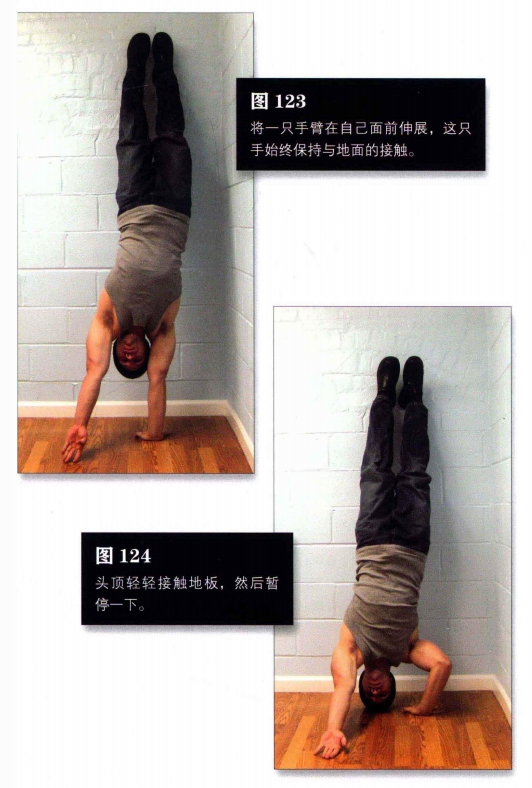 图 123
将一只手臂在自己面前伸展，这只
手始终保持与地面的接触。
图 124
头顶轻轻接触地板，然后暂
停一下。